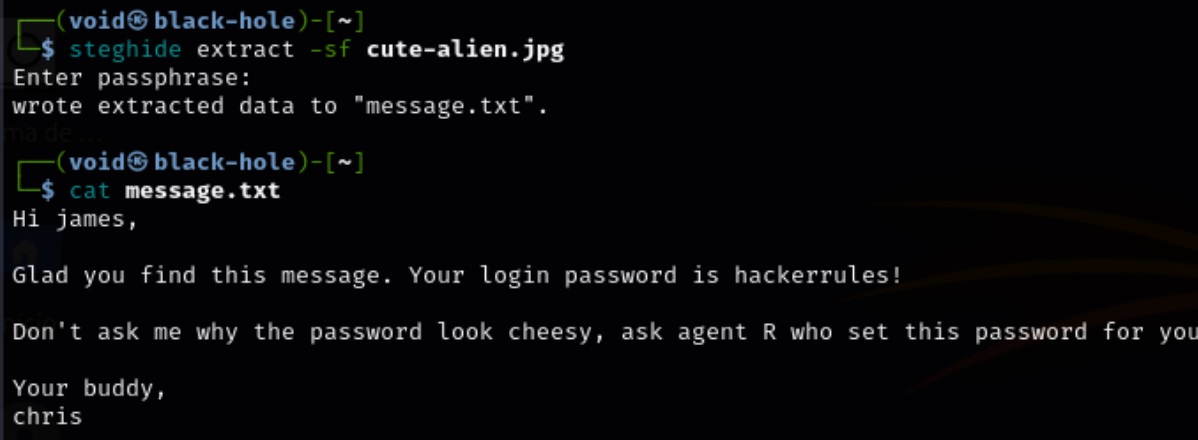 ┌──(void㉿black-hole)-[~]
└─$ steghide extract -sf cute-alien.jpg
Enter passphrase:
wrote extracted data to "message.txt".
ma de ...
┌──(void㉿black-hole)-[~]
└─$ cat message.txt
Hi james,
Glad you find this message. Your login password is hackerrules!
Don't ask me why the password look cheesy, ask agent R who set this password for you
Your buddy,
chris